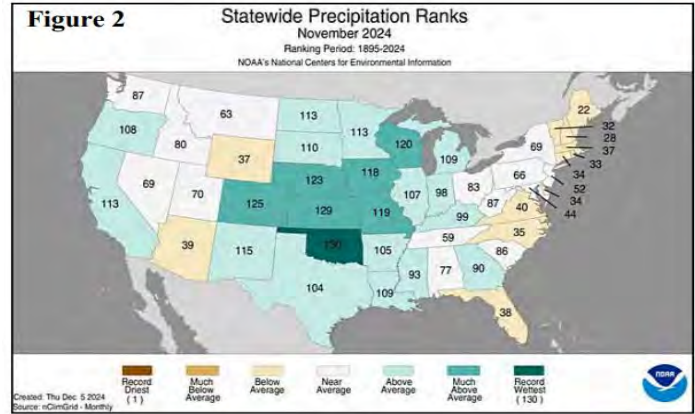 Figure 2
Statewide Precipitation Ranks
November 2024
Ranking Period: 1895-2024
NOAA's National Centers for Environmental Information
87
63
113
113
22
108
80
110
120
109
69
32
28
37
33
37
118
34
123
66
52
34
44
113
69
70
107
98
83
87
40
125
129
119
99
35
39
115
130
105
59
86
104
109
93
77
90
38
Record
Driest
( 1 )
Much
Below
Average
Below
Average
Near
Average
Above
Average
Much
Above
Average
Record
Wettest
( 130 )
NOAA
Created: Thu Dec 5 2024
Source: nClimGrid - Monthly